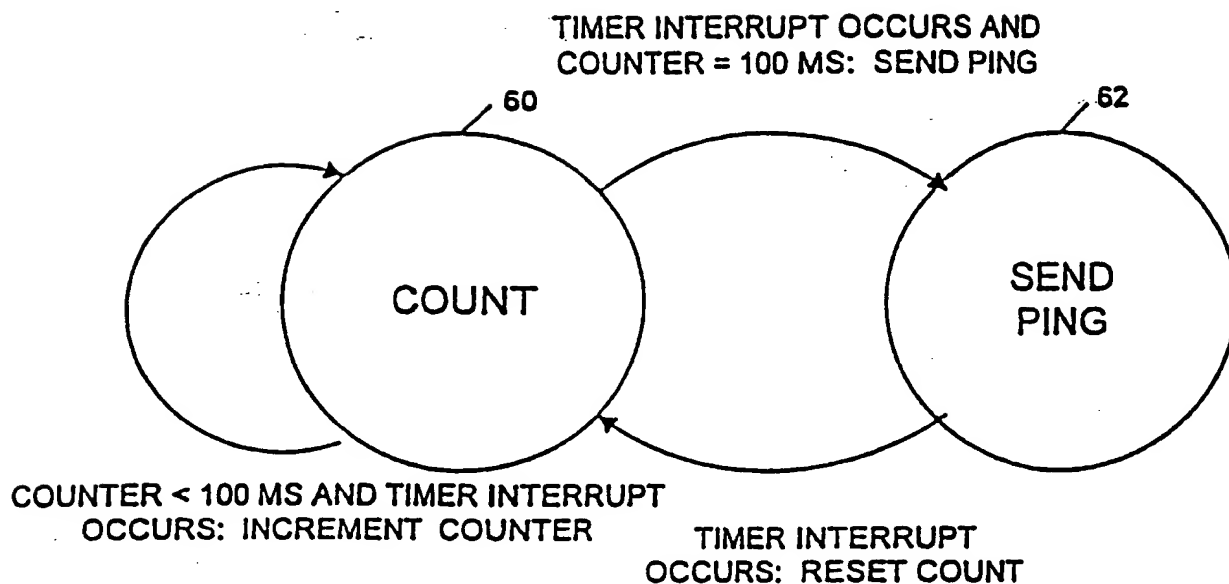 TIMER INTERRUPT OCCURS AND
COUNTER = 100 MS: SEND PING
60
62
COUNT
SEND
PING
COUNTER < 100 MS AND TIMER INTERRUPT
OCCURS: INCREMENT COUNTER
TIMER INTERRUPT
OCCURS: RESET COUNT